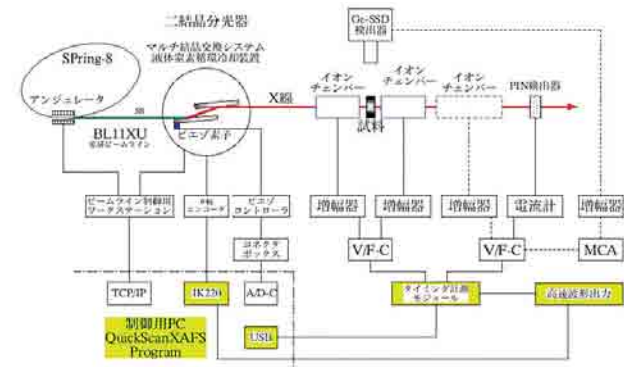 二結晶分光器
Ge-SSD
検出器
マルチ結晶交換システム
液体窒素循環冷却装置
SPring-8
アンジュレータ
BL11XU
ピエゾ素子
X線
イオン
チェンバー
試料
イオン
チェンバー
イオン
チェンバー
PIN検出器
ビームライン制御用
ワークステーション
エンコーダ
ピエゾ
コントローラ
増幅器
増幅器
増幅器
電流計
増幅器
コネクタ
ボックス
V/F-C
V/F-C
MCA
TCP/IP
IK220
A/D-C
タイミング計測
モジュール
高速波形出力
制御用PC
QuickScanXAFS
Program
USB